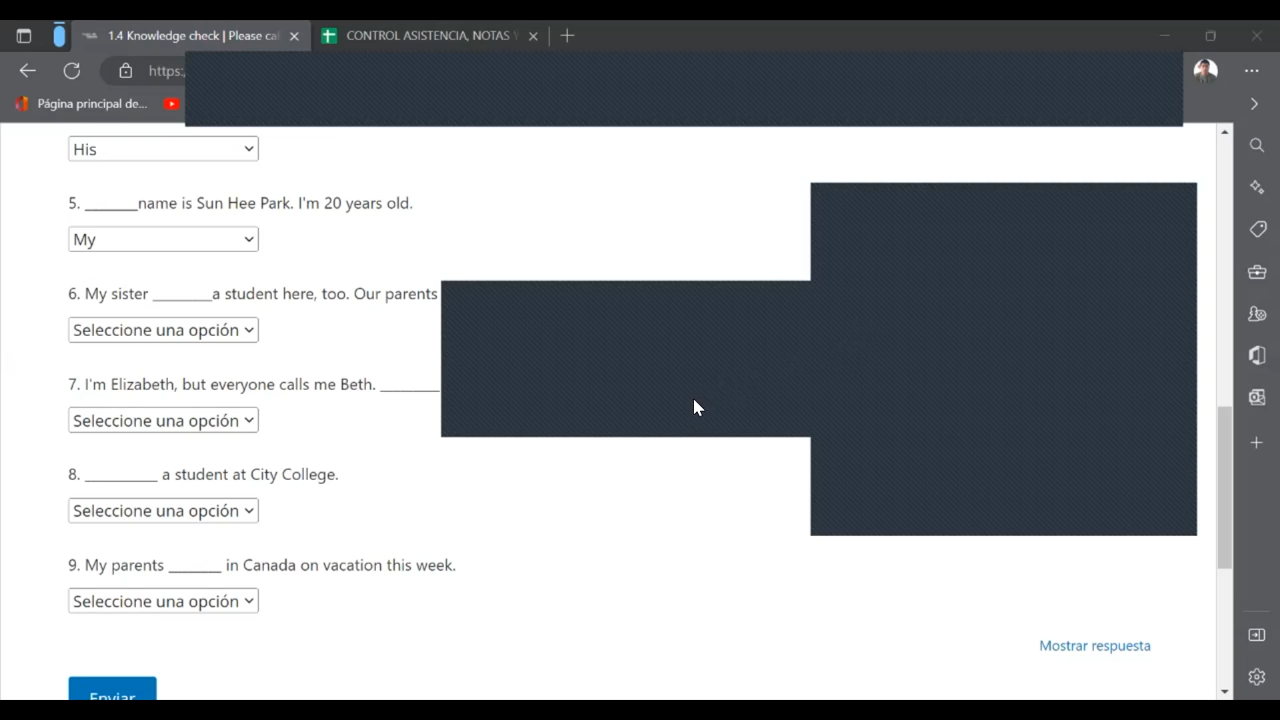 1.4 Knowledge check | Please ca
CONTROL ASISTENCIA, NOTAS
https:
Página principal de...
His
5. _______name is Sun Hee Park. I'm 20 years old.
My
6. My sister ________a student here, too. Our parents
Seleccione una opción
7. I'm Elizabeth, but everyone calls me Beth. ________
Seleccione una opción
8. __________ a student at City College.
Seleccione una opción
9. My parents _______ in Canada on vacation this week.
Seleccione una opción
Mostrar respuesta
Enviar